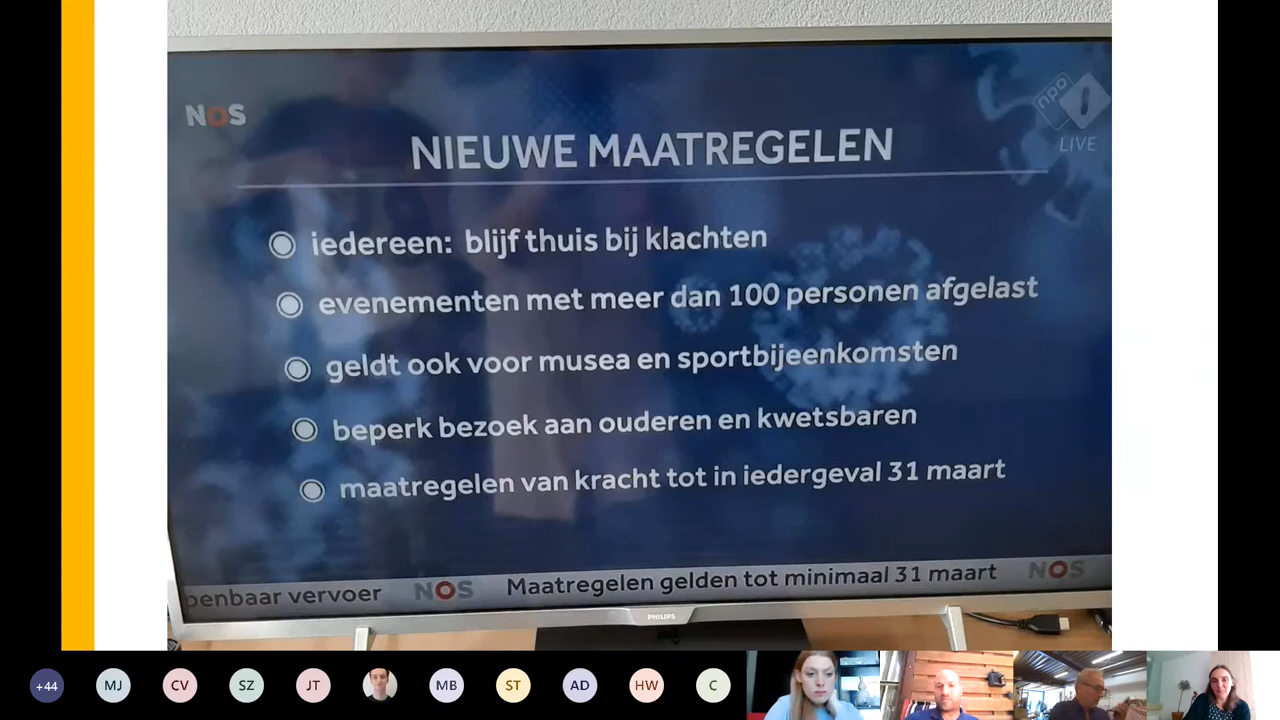 NOS
npo 1
LIVE
NIEUWE MAATREGELEN
iedereen: blijf thuis bij klachten
evenementen met meer dan 100 personen afgelast
geldt ook voor musea en sportbijeenkomsten
beperk bezoek aan ouderen en kwetsbaren
maatregelen van kracht tot in iedergeval 31 maart
penbaar vervoer NOS Maatregelen gelden tot minimaal 31 maart NOS
PHILIPS
+44 MJ CV SZ JT MB ST AD HW C